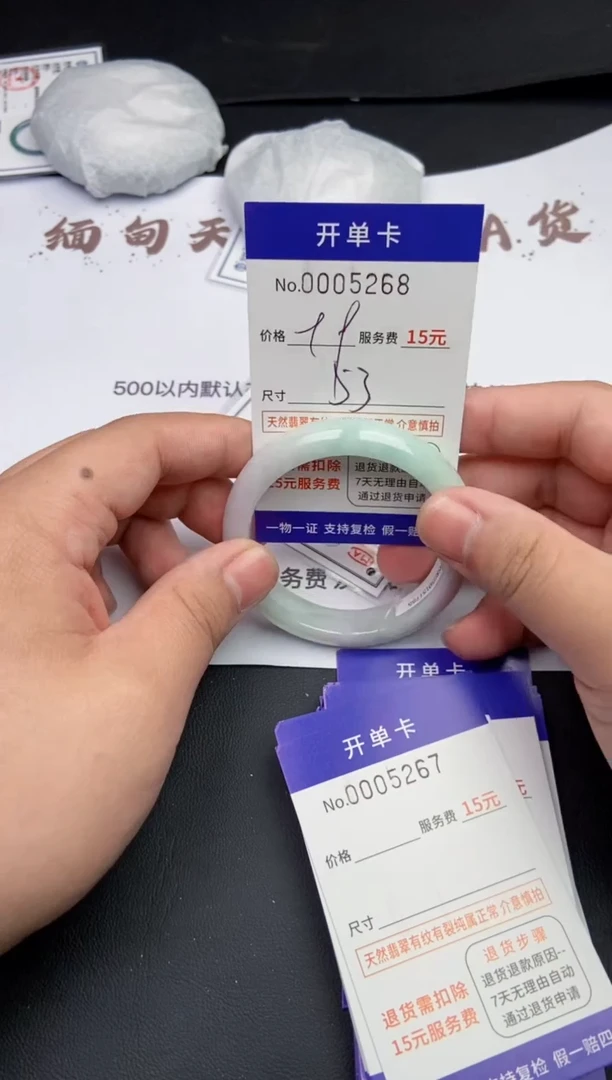 缅甸天
A货
开单卡
No.0005268
价格
服务费 15元
尺寸 53
天然翡翠有纹
正常 介意慎拍
需扣除
15元服务费
退货退款
7天无理由自
通过退货申请
一物一证 支持复检 假一赔
500以内默认
务费
开单卡
开单卡
No.0005267
价格
服务费 15元
元
尺寸
天然翡翠有纹有裂纯属正常 介意慎拍
退货需扣除
15元服务费
退货步骤
退货退款原因--
7天无理由自动
通过退货申请
支持复检 假一赔四